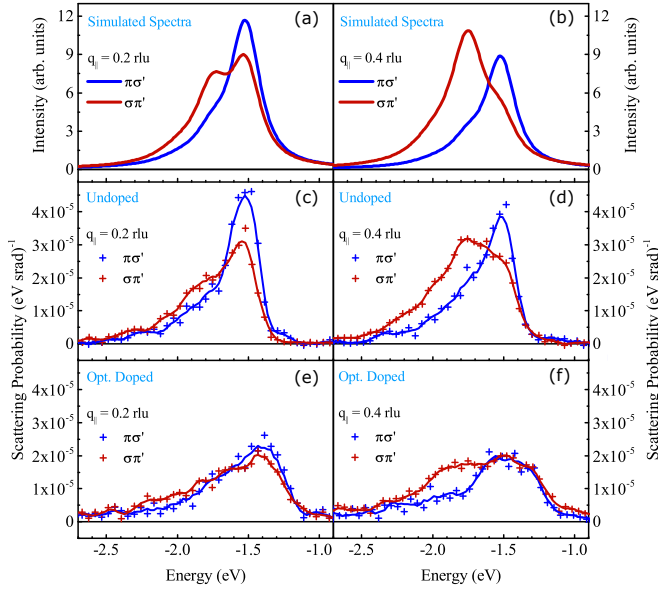 Simulated Spectra
(a)
q|| = 0.2 rlu
πσ'
σπ'
Intensity (arb. units)
12
9
6
3
0
Simulated Spectra
(b)
q|| = 0.4 rlu
πσ'
σπ'
12
9
6
3
0
Intensity (arb. units)
Undoped
(c)
q|| = 0.2 rlu
πσ'
σπ'
4x10⁻⁵
3x10⁻⁵
2x10⁻⁵
1x10⁻⁵
0
Undoped
(d)
q|| = 0.4 rlu
πσ'
σπ'
4x10⁻⁵
3x10⁻⁵
2x10⁻⁵
1x10⁻⁵
0
Scattering Probability (eV srad)⁻¹
Scattering Probability (eV srad)⁻¹
Opt. Doped
(e)
q|| = 0.2 rlu
πσ'
σπ'
4x10⁻⁵
3x10⁻⁵
2x10⁻⁵
1x10⁻⁵
0
Opt. Doped
(f)
q|| = 0.4 rlu
πσ'
σπ'
4x10⁻⁵
3x10⁻⁵
2x10⁻⁵
1x10⁻⁵
0
-2.5 -2.0 -1.5 -1.0
-2.5 -2.0 -1.5 -1.0
Energy (eV)
Energy (eV)